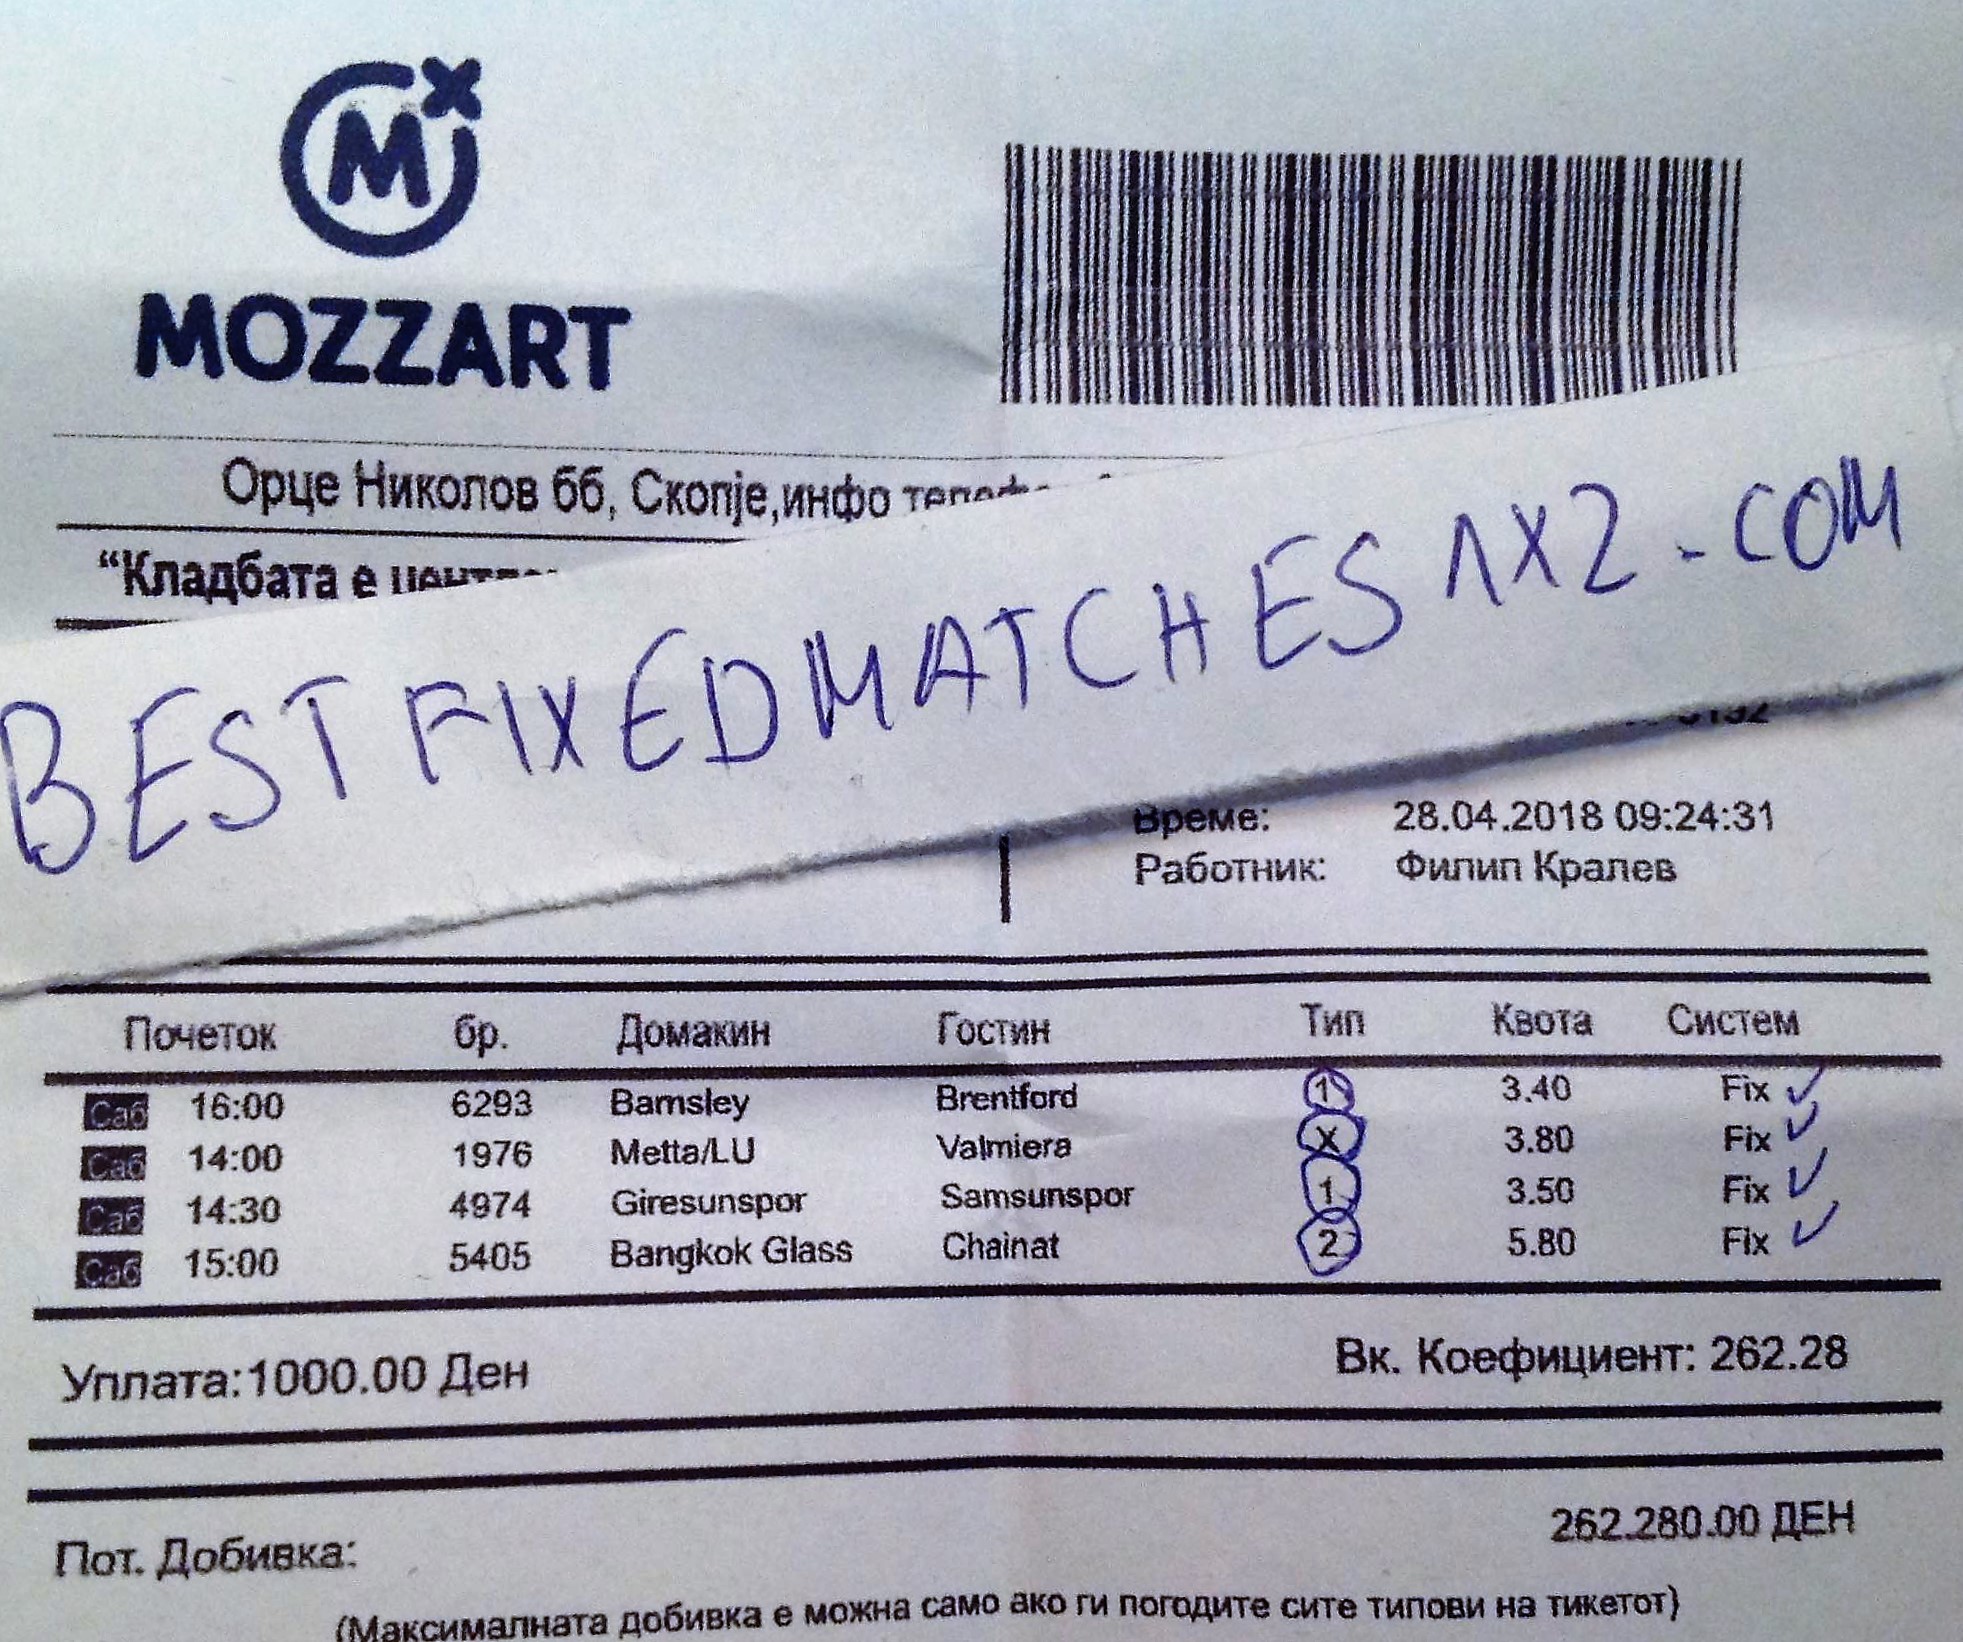 M X
MOZZART
Орце Николов бб, Скопје,инфо
“Кладбата е
BESTFIXEDMATCHES1X2.COM
Време: 28.04.2018 09:24:31
Работник: Филип Кралев
Почеток бр. Домакин Гостин Тип Квота Систем
Саб 16:00 6293 Barnsley Brentford 1 3.40 Fix
Саб 14:00 1976 Metta/LU Valmiera X 3.80 Fix
Саб 14:30 4974 Giresunspor Samsunspor 1 3.50 Fix
Саб 15:00 5405 Bangkok Glass Chainat 2 5.80 Fix
Уплата:1000.00 Ден Вк. Коефициент: 262.28
Пот. Добивка: 262.280.00 ДЕН
(Максималната добивка е можна само ако ги погодите сите типови на тикетот)